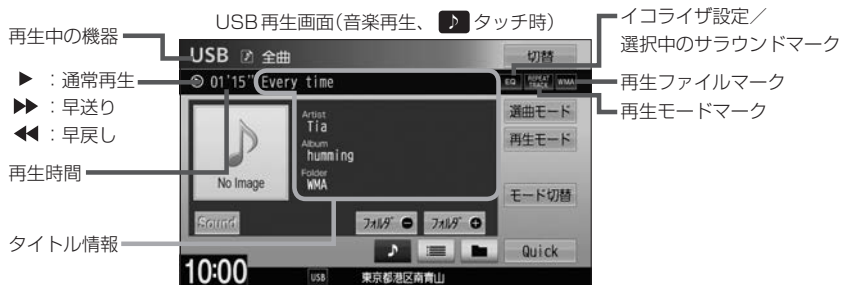 USB再生画面(音楽再生、♪タッチ時)
再生中の機器
▶ :通常再生
▶▶ :早送り
◀◀ :早戻し
再生時間
タイトル情報
イコライザ設定/
選択中のサラウンドマーク
再生ファイルマーク
再生モードマーク
USB ♪ 全曲
切替
01'15" Every time
EQ REPEAT TRACK WMA
Artist
Tia
Album
humming
Folder
WMA
No Image
選曲モード
再生モード
モード切替
Sound
フォルダ − フォルダ +
♪
Quick
10:00
USB
東京都港区南青山